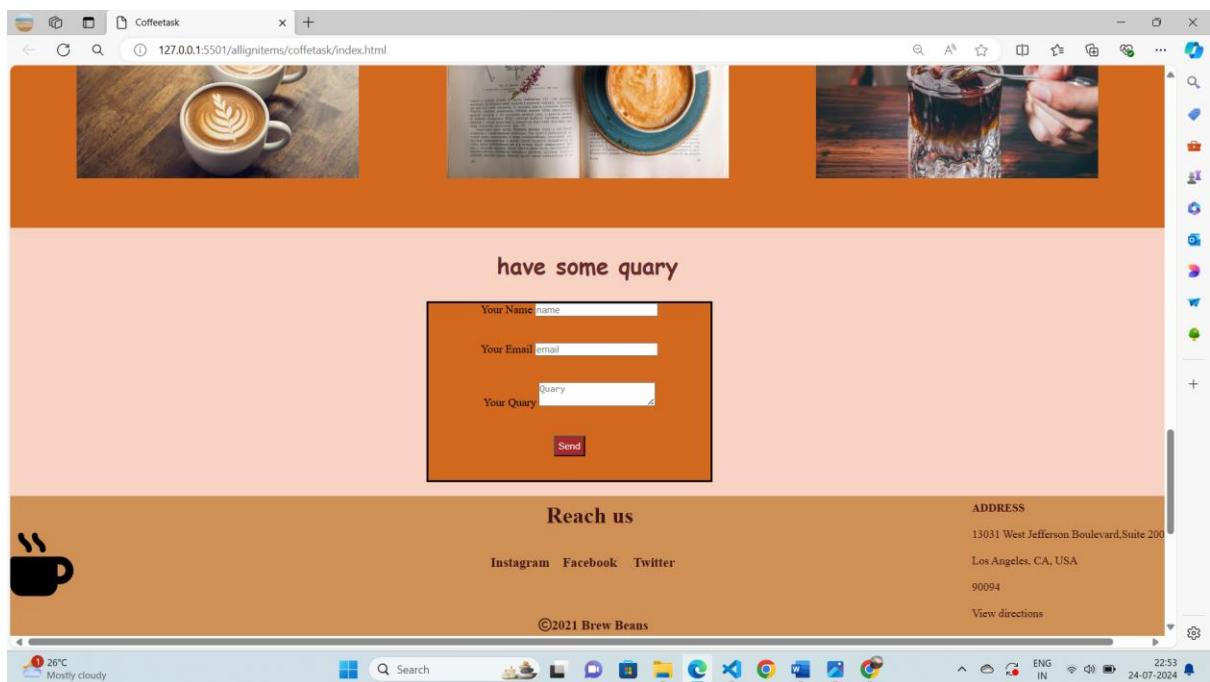 Coffeetask
127.0.0.1:5501/allignitems/coffetask/index.html
have some quary
Your Name name
Your Email email
Quary
Your Quary
Send
Reach us
Instagram Facebook Twitter
©2021 Brew Beans
ADDRESS
13031 West Jefferson Boulevard,Suite 200
Los Angeles, CA, USA
90094
View directions
1
26°C
Mostly cloudy
Search
ENG
IN
22:53
24-07-2024